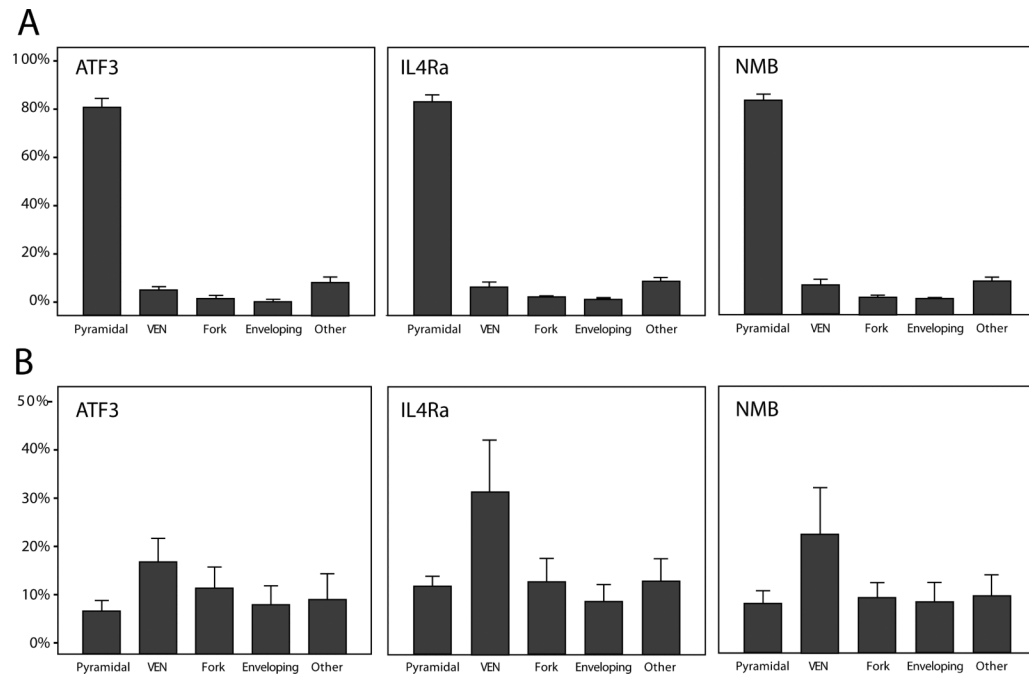 A
100%
80%
60%
40%
20%
0%
ATF3
Pyramidal VEN Fork Enveloping Other
IL4Ra
Pyramidal VEN Fork Enveloping Other
NMB
Pyramidal VEN Fork Enveloping Other
B
50%
40%
30%
20%
10%
0%
ATF3
Pyramidal VEN Fork Enveloping Other
IL4Ra
Pyramidal VEN Fork Enveloping Other
NMB
Pyramidal VEN Fork Enveloping Other